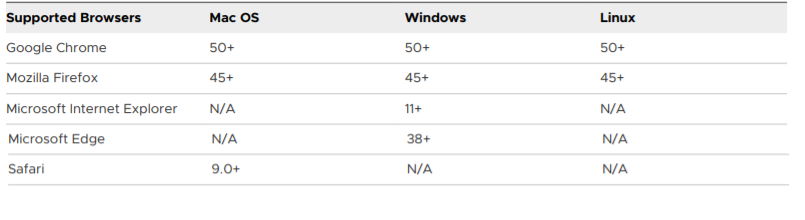 Supported Browsers Mac OS Windows Linux
Google Chrome 50+ 50+ 50+
Mozilla Firefox 45+ 45+ 45+
Microsoft Internet Explorer N/A 11+ N/A
Microsoft Edge N/A 38+ N/A
Safari 9.0+ N/A N/A